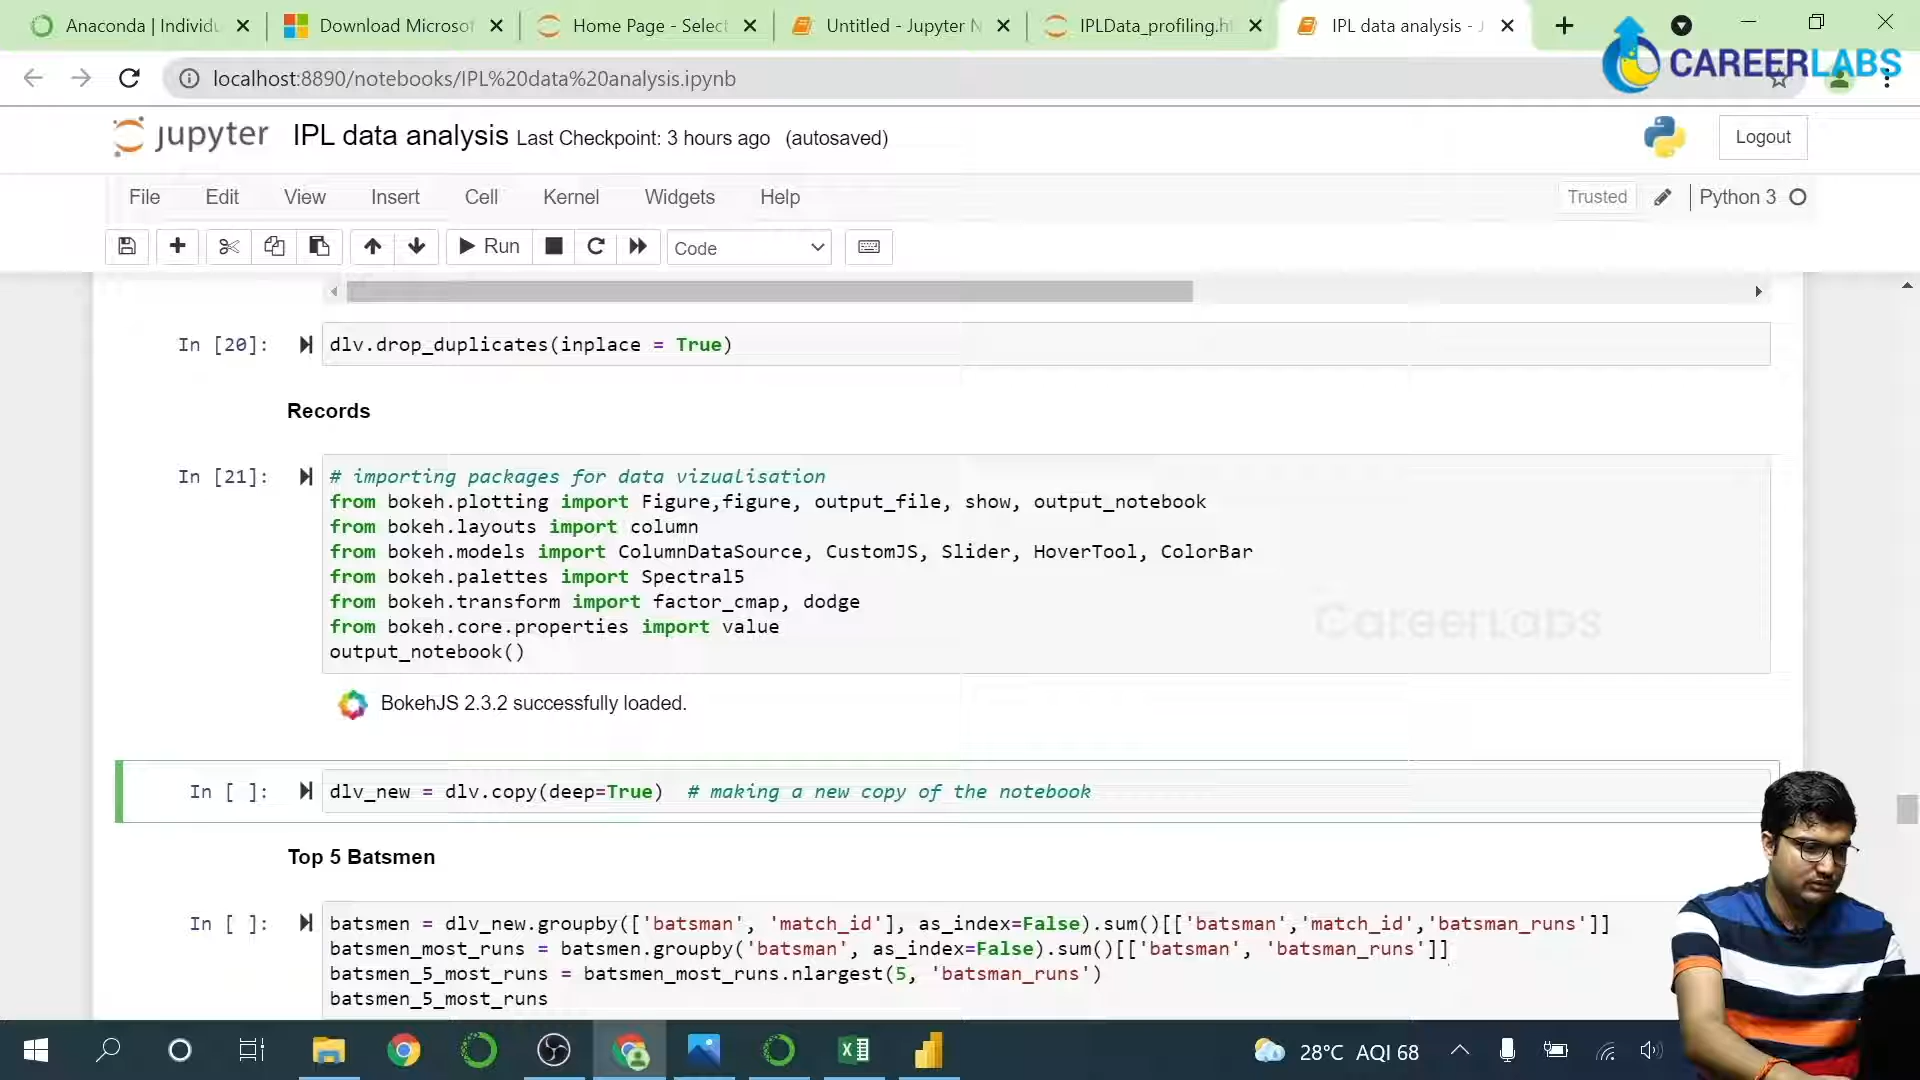 Anaconda | Individu
Download Microsof
Home Page - Select
Untitled - Jupyter N
IPLData_profiling.ht
IPL data analysis - J
CAREERLABS
localhost:8890/notebooks/IPL%20data%20analysis.ipynb
jupyter IPL data analysis Last Checkpoint: 3 hours ago (autosaved)
Logout
File Edit View Insert Cell Kernel Widgets Help
Trusted
Python 3
Run
Code
In [20]: dlv.drop_duplicates(inplace = True)
Records
In [21]: # importing packages for data vizualisation
from bokeh.plotting import Figure,figure, output_file, show, output_notebook
from bokeh.layouts import column
from bokeh.models import ColumnDataSource, CustomJS, Slider, HoverTool, ColorBar
from bokeh.palettes import Spectral5
from bokeh.transform import factor_cmap, dodge
from bokeh.core.properties import value
output_notebook()
CareerLabs
BokehJS 2.3.2 successfully loaded.
In [ ]: dlv_new = dlv.copy(deep=True) # making a new copy of the notebook
Top 5 Batsmen
In [ ]: batsmen = dlv_new.groupby(['batsman', 'match_id'], as_index=False).sum()[['batsman','match_id','batsman_runs']]
batsmen_most_runs = batsmen.groupby('batsman', as_index=False).sum()[['batsman', 'batsman_runs']]
batsmen_5_most_runs = batsmen_most_runs.nlargest(5, 'batsman_runs')
batsmen_5_most_runs
28°C AQI 68